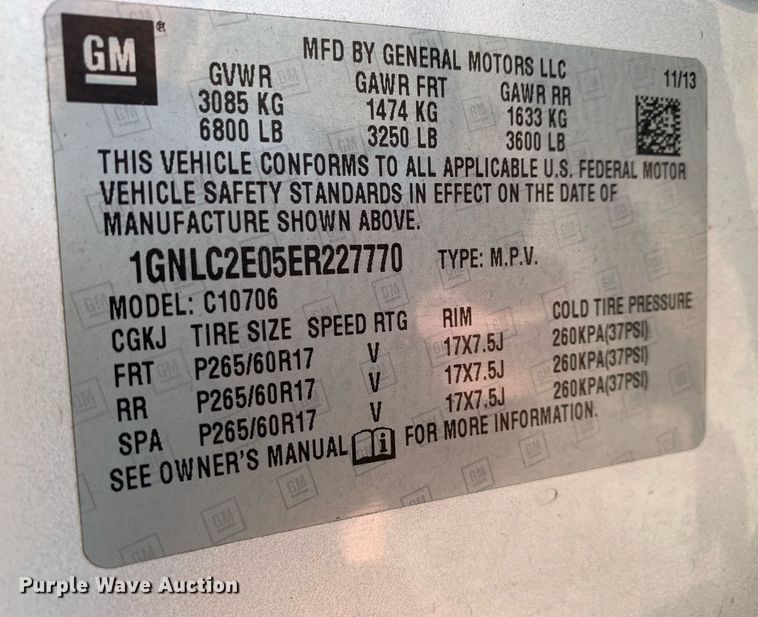 GM ®
MFD BY GENERAL MOTORS LLC
11/13
GVWR GAWR FRT GAWR RR
3085 KG 1474 KG 1633 KG
6800 LB 3250 LB 3600 LB
THIS VEHICLE CONFORMS TO ALL APPLICABLE U.S. FEDERAL MOTOR
VEHICLE SAFETY STANDARDS IN EFFECT ON THE DATE OF
MANUFACTURE SHOWN ABOVE.
1GNLC2E05ER227770 TYPE: M.P.V.
MODEL: C10706
CGKJ TIRE SIZE SPEED RTG RIM COLD TIRE PRESSURE
FRT P265/60R17 V 17X7.5J 260KPA(37PSI)
RR P265/60R17 V 17X7.5J 260KPA(37PSI)
SPA P265/60R17 V 17X7.5J 260KPA(37PSI)
SEE OWNER'S MANUAL i FOR MORE INFORMATION.
Purple Wave Auction